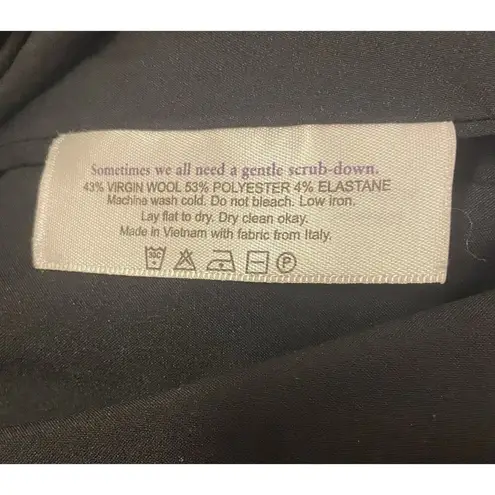 Sometimes we all need a gentle scrub-down.
43% VIRGIN WOOL 53% POLYESTER 4% ELASTANE
Machine wash cold. Do not bleach. Low iron.
Lay flat to dry. Dry clean okay.
Made in Vietnam with fabric from Italy.
30C P